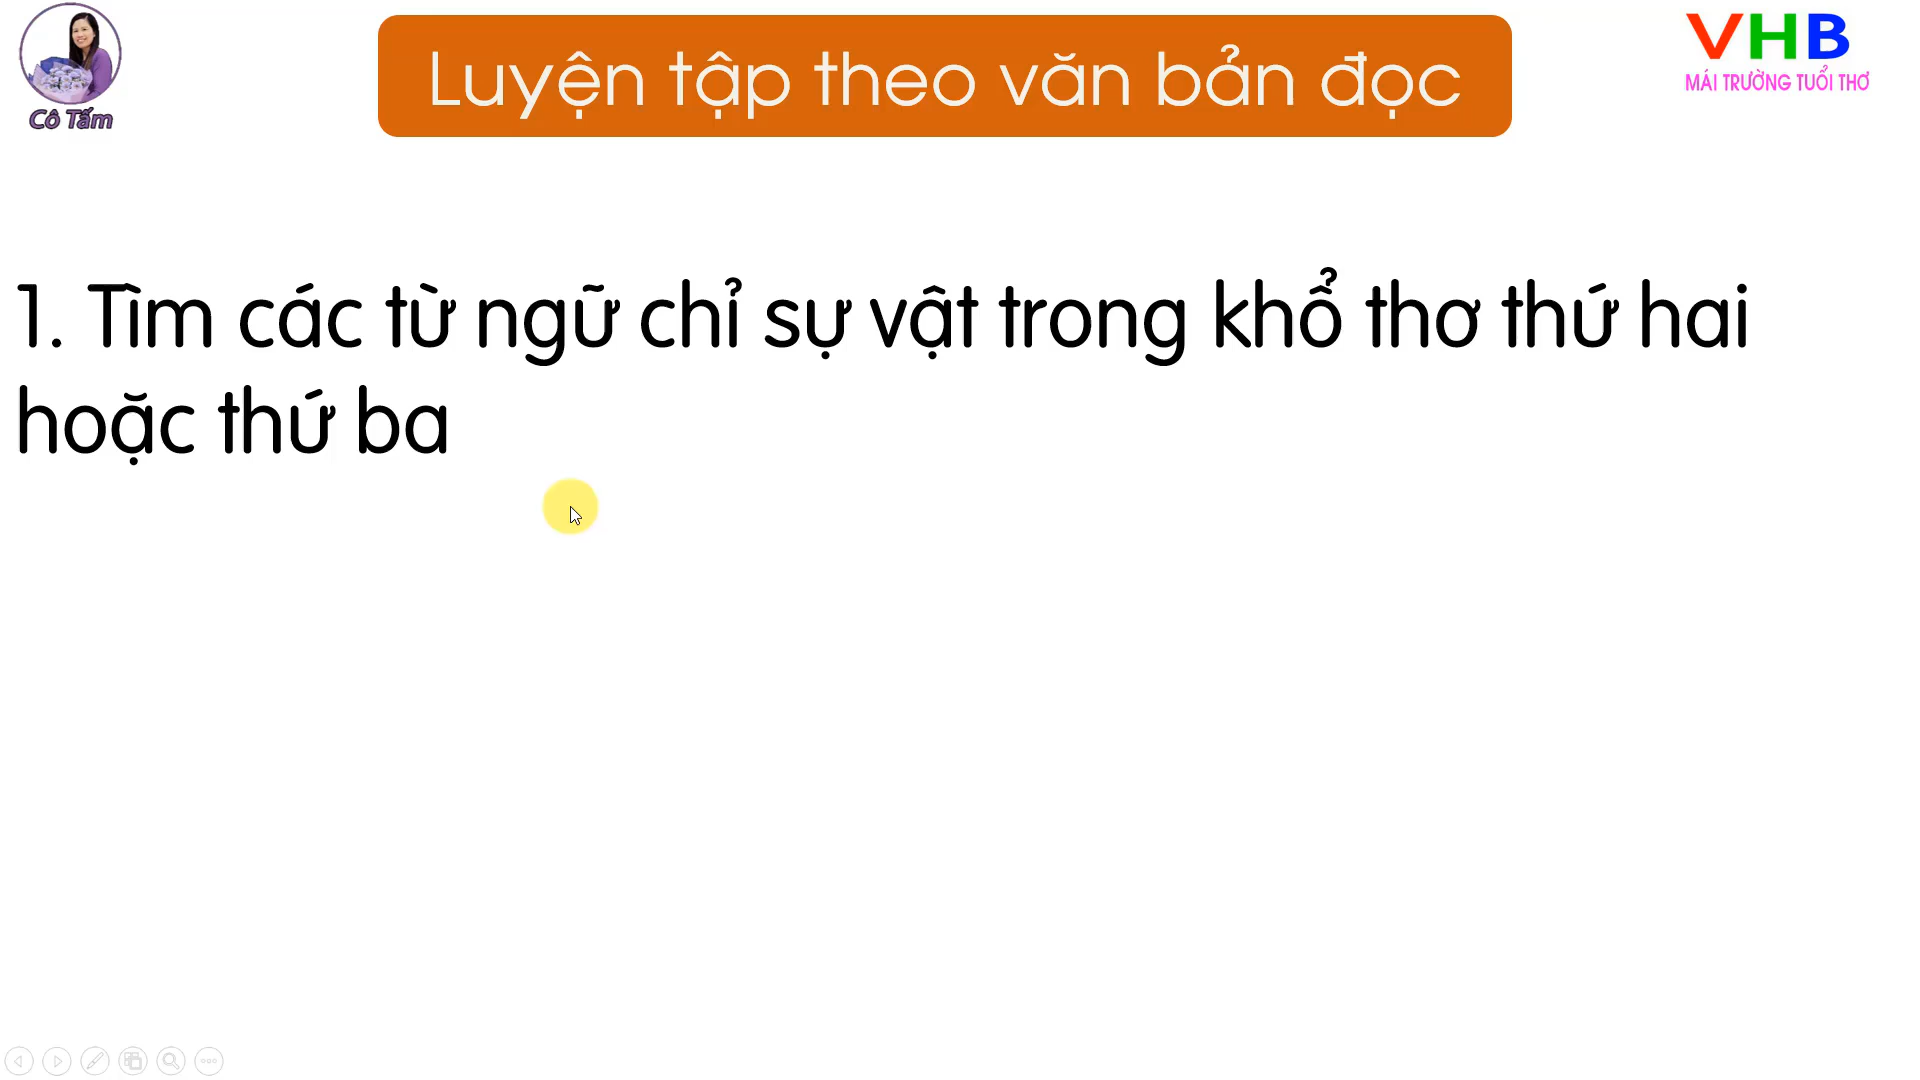 Cô Tấm
Luyện tập theo văn bản đọc
VHB
MÁI TRƯỜNG TUỔI THƠ
1. Tìm các từ ngữ chỉ sự vật trong khổ thơ thứ hai
hoặc thứ ba